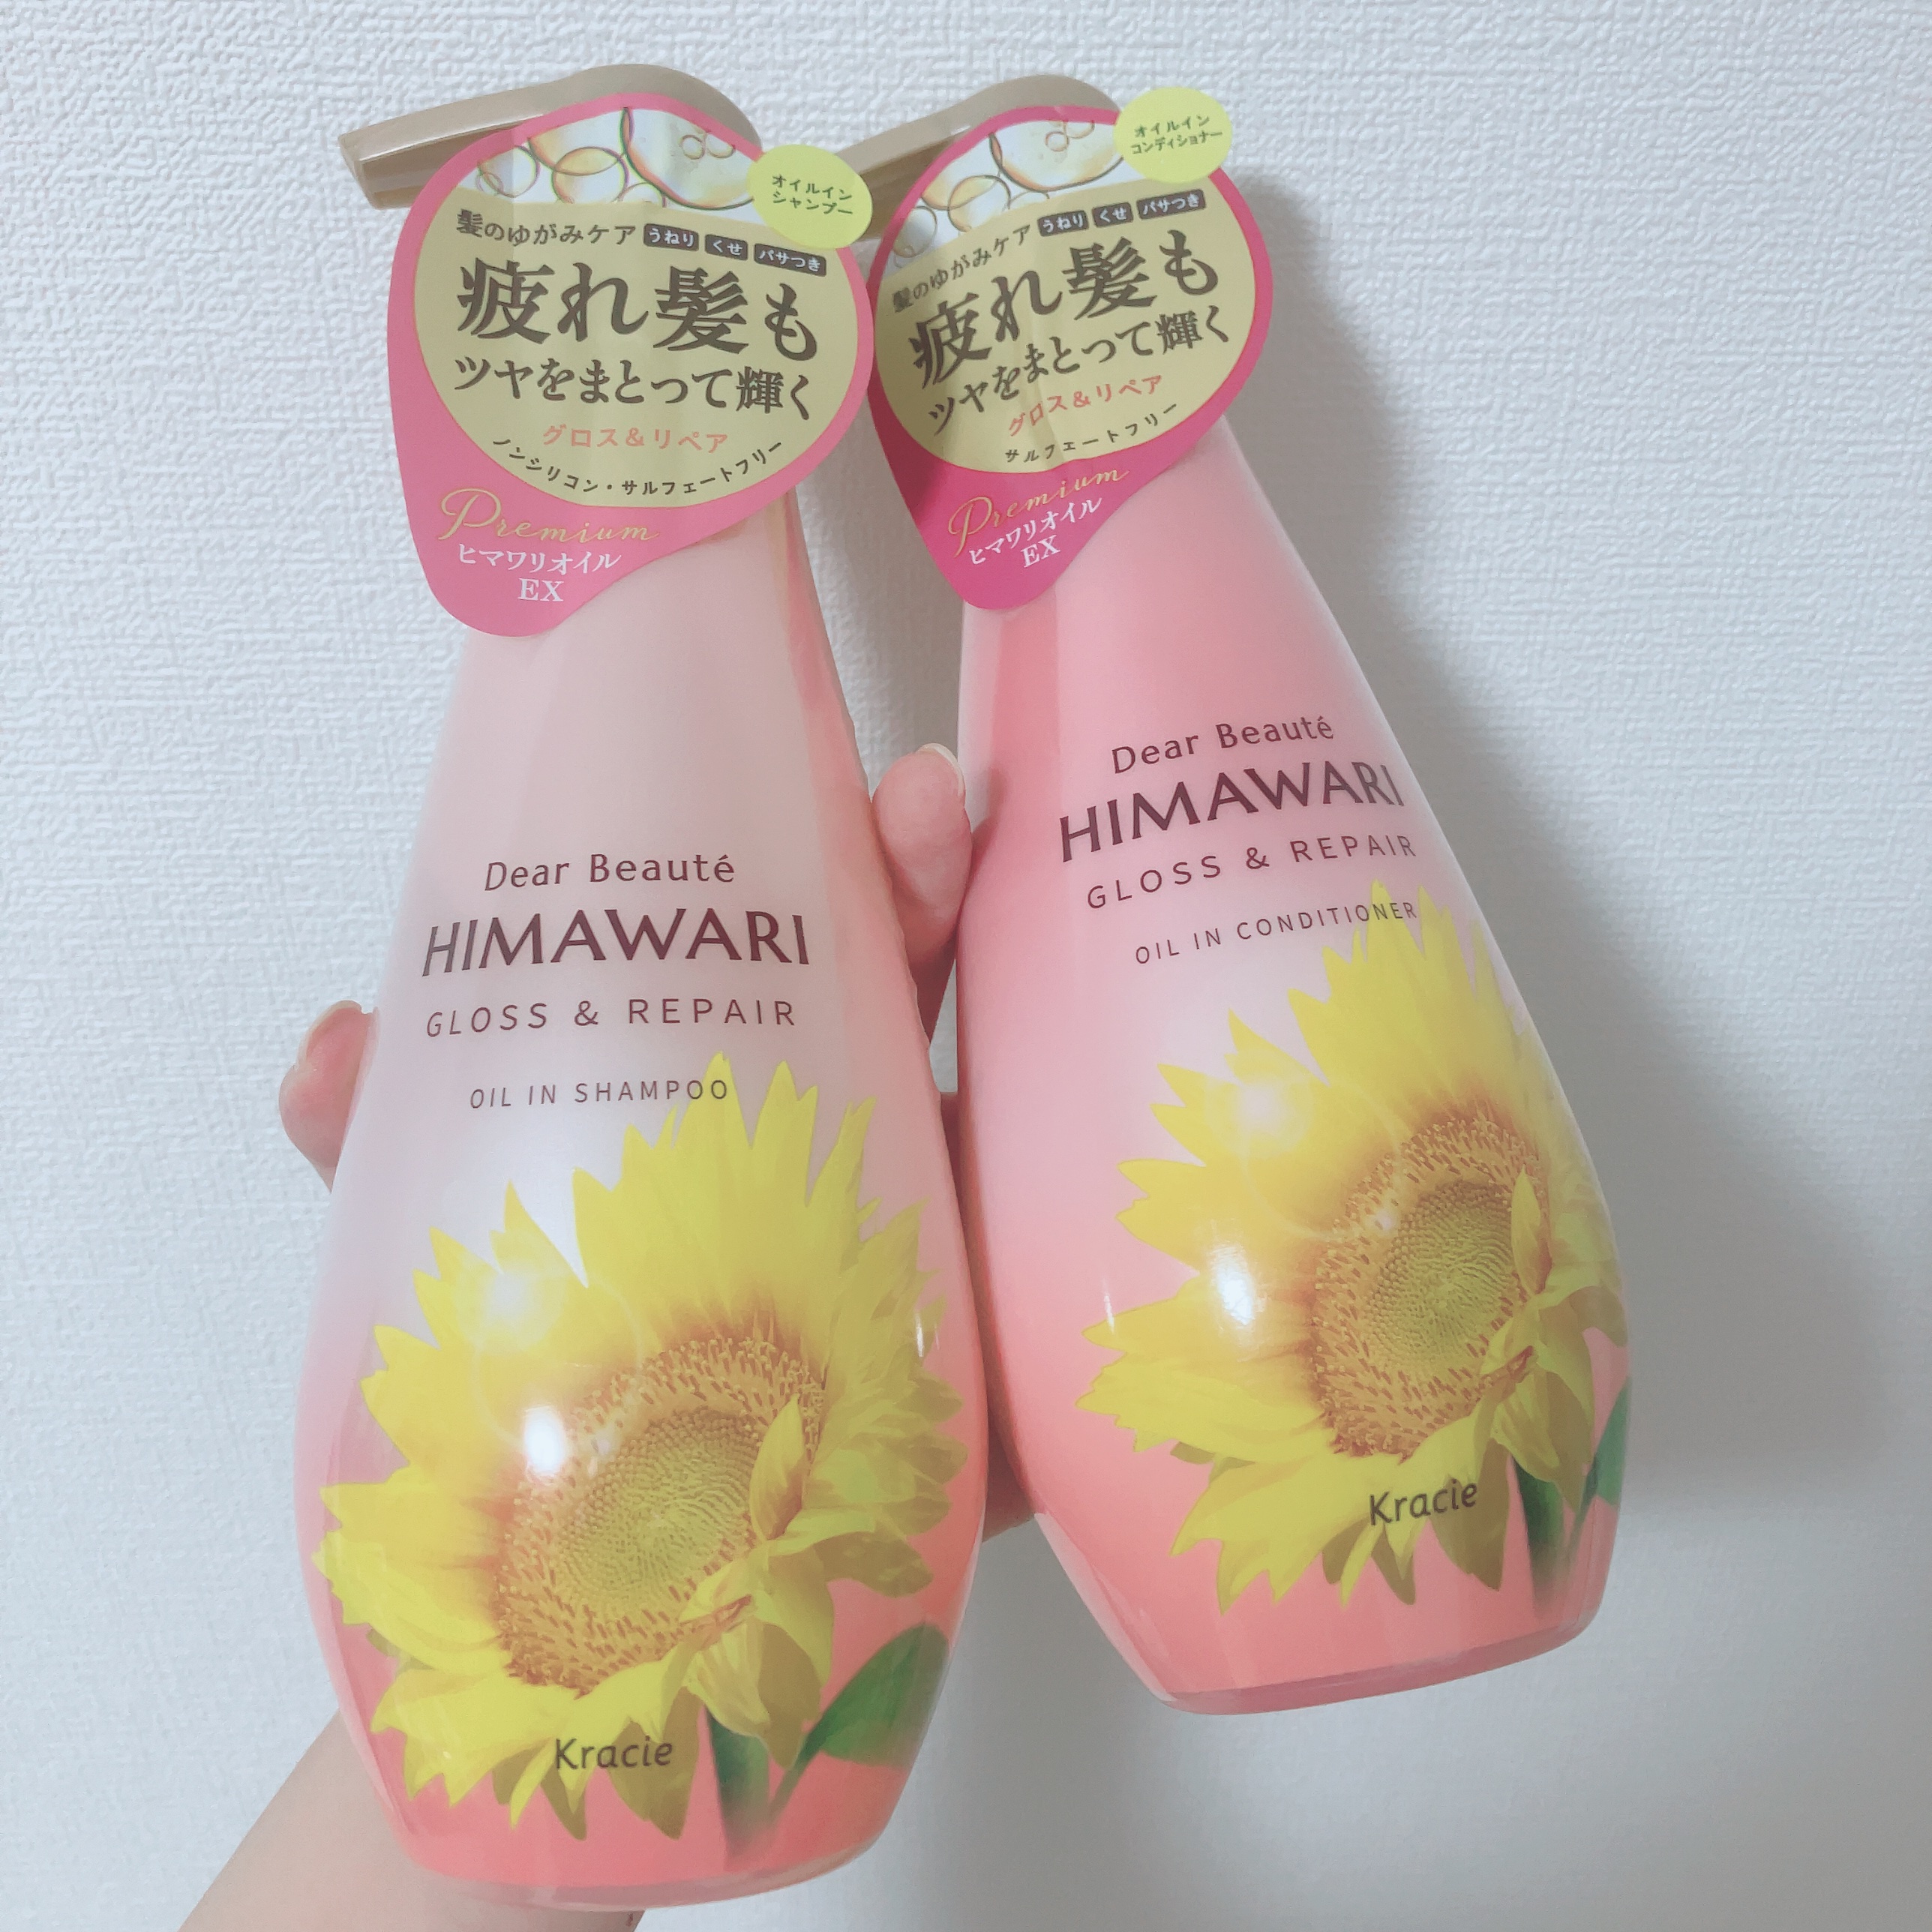 オイルイン
シャンプー
髪のゆがみケア うねり くせ パサつき
疲れ髪も
ツヤをまとって輝く
グロス&リペア
ノンシリコン・サルフェートフリー
Premium
ヒマワリオイル
EX
Dear Beauté
HIMAWARI
GLOSS & REPAIR
OIL IN SHAMPOO
Kracie
オイルイン
コンディショナー
髪のゆがみケア うねり くせ パサつき
疲れ髪も
ツヤをまとって輝く
グロス&リペア
サルフェートフリー
Premium
ヒマワリオイル
EX
Dear Beauté
HIMAWARI
GLOSS & REPAIR
OIL IN CONDITIONER
Kracie